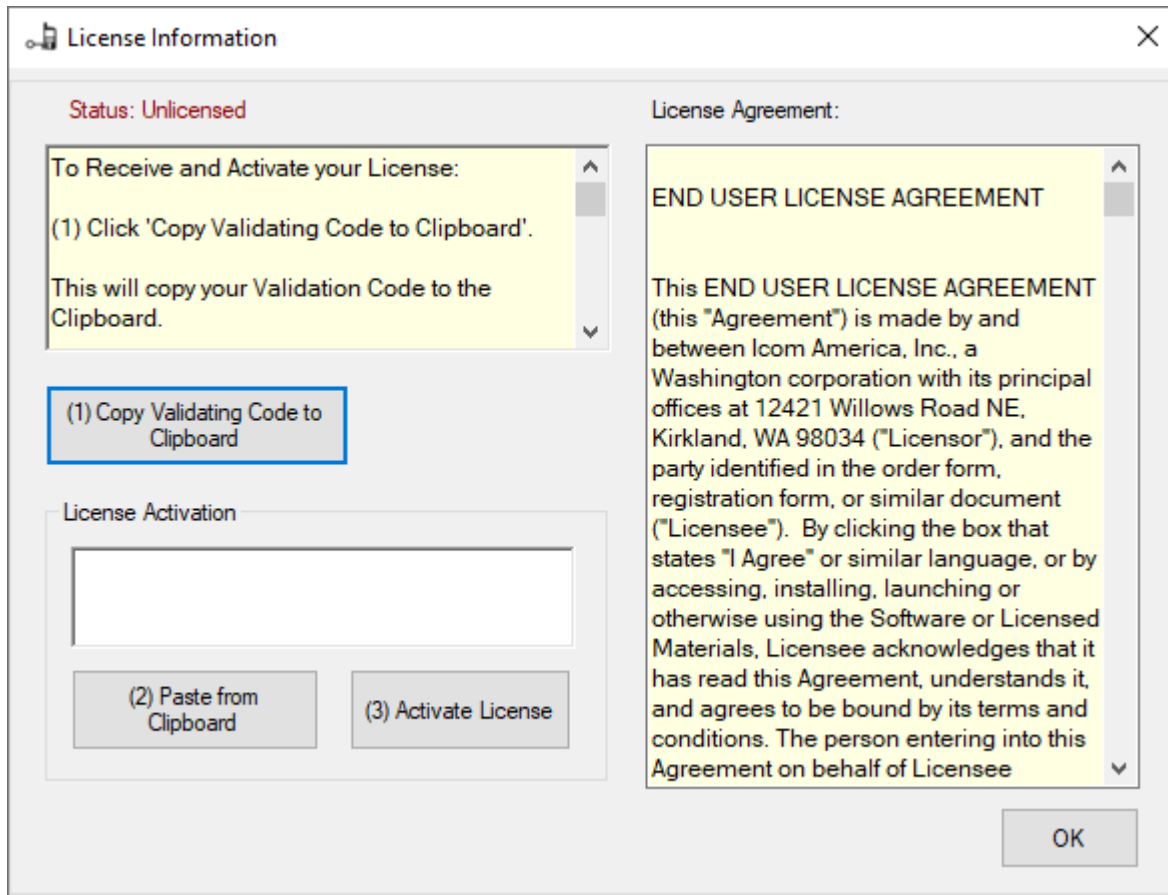 License Information
Status: Unlicensed
To Receive and Activate your License:
(1) Click 'Copy Validating Code to Clipboard'.
This will copy your Validation Code to the
Clipboard.
(1) Copy Validating Code to
Clipboard
License Activation
(2) Paste from
Clipboard
(3) Activate License
License Agreement:
END USER LICENSE AGREEMENT
This END USER LICENSE AGREEMENT
(this "Agreement") is made by and
between Icom America, Inc., a
Washington corporation with its principal
offices at 12421 Willows Road NE,
Kirkland, WA 98034 ("Licensor"), and the
party identified in the order form,
registration form, or similar document
("Licensee").  By clicking the box that
states "I Agree" or similar language, or by
accessing, installing, launching or
otherwise using the Software or Licensed
Materials, Licensee acknowledges that it
has read this Agreement, understands it,
and agrees to be bound by its terms and
conditions. The person entering into this
Agreement on behalf of Licensee
OK